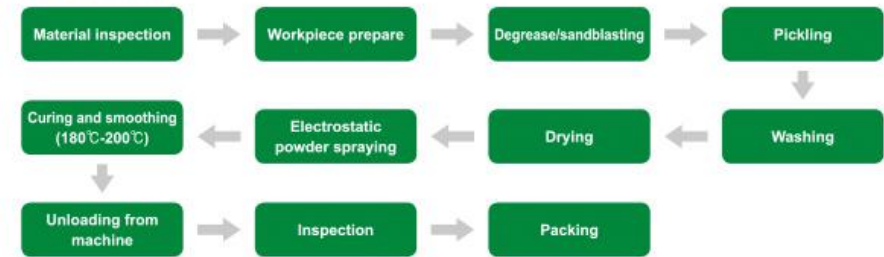 Material inspection
Workpiece prepare
Degrease/sandblasting
Pickling
Washing
Drying
Electrostatic
powder spraying
Curing and smoothing
(180℃-200℃)
Unloading from
machine
Inspection
Packing